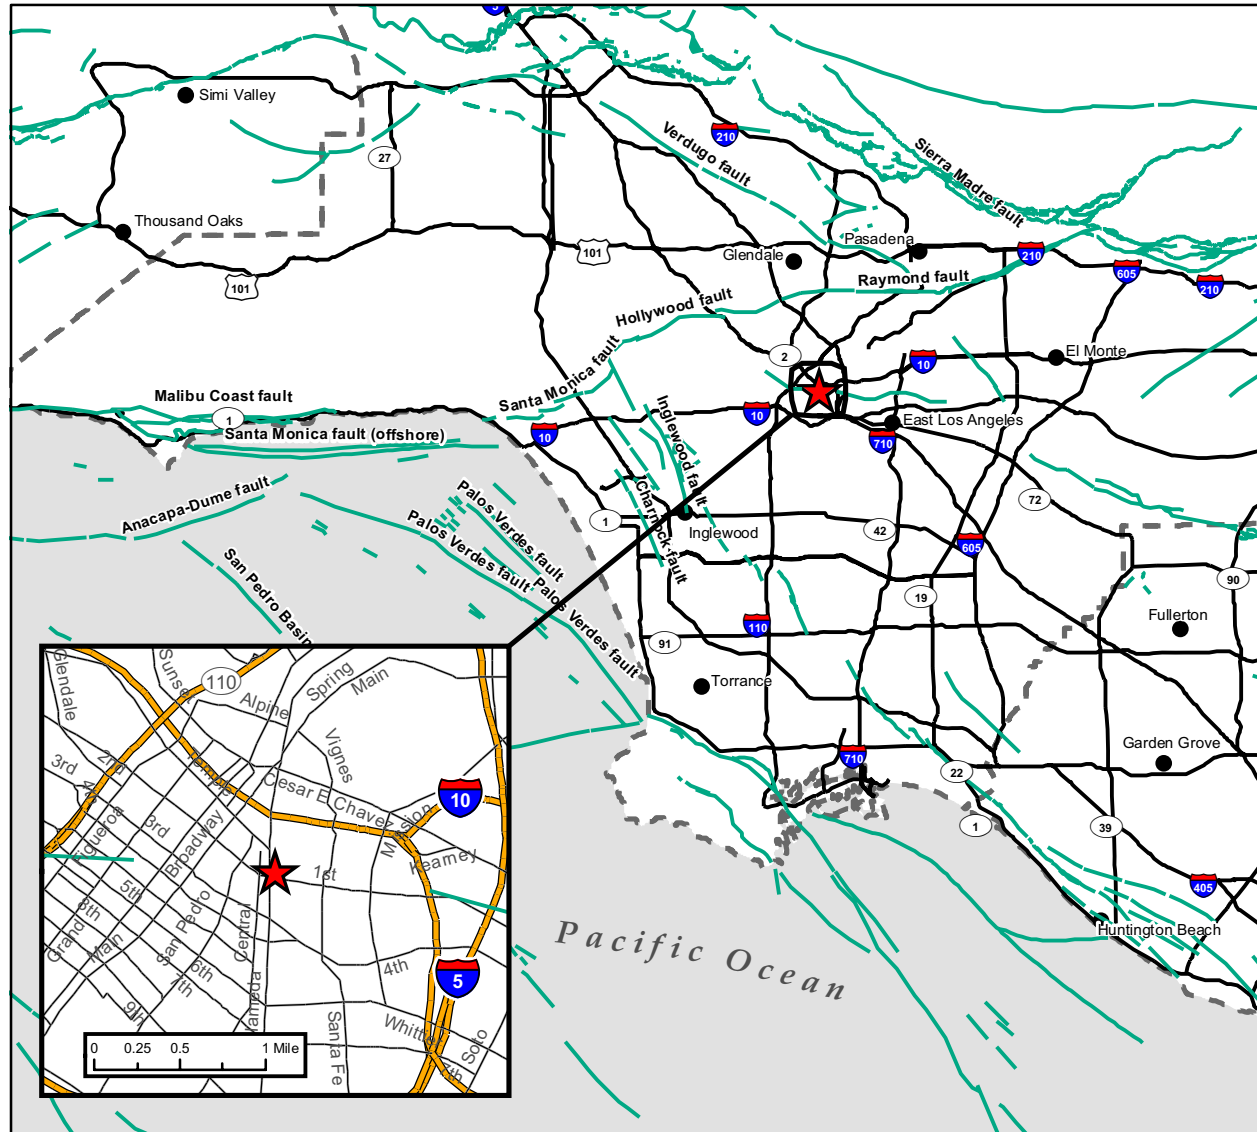 5
Simi Valley
27
Verdugo fault
210
Sierra Madre fault
Thousand Oaks
101
101
Glendale
Pasadena
210
605
210
Raymond fault
Hollywood fault
2
Santa Monica fault
10
El Monte
Malibu Coast fault
1
Santa Monica fault (offshore)
10
Inglewood fault
10
East Los Angeles
710
Anacapa-Dume fault
Palos Verdes fault
Palos Verdes fault
Palos Verdes fault
Charnock fault
1
Inglewood
42
72
605
San Pedro Basin
19
90
110
91
Fullerton
Torrance
710
Garden Grove
22
1
39
405
Huntington Beach
Pacific Ocean
Glendale
Sunset
110
Alpine
Spring
Main
Vignes
3rd
2nd
4th
Temple
Cesar E Chavez
10
Figueroa
3rd
Broadway
Mission
Kearney
1st
5th
8th
Grand
Main
San Pedro
Central
6th
7th
9th
4th
5
Alameda
Santa Fe
Whittier
Soto
7th
0 0.25 0.5 1 Mile